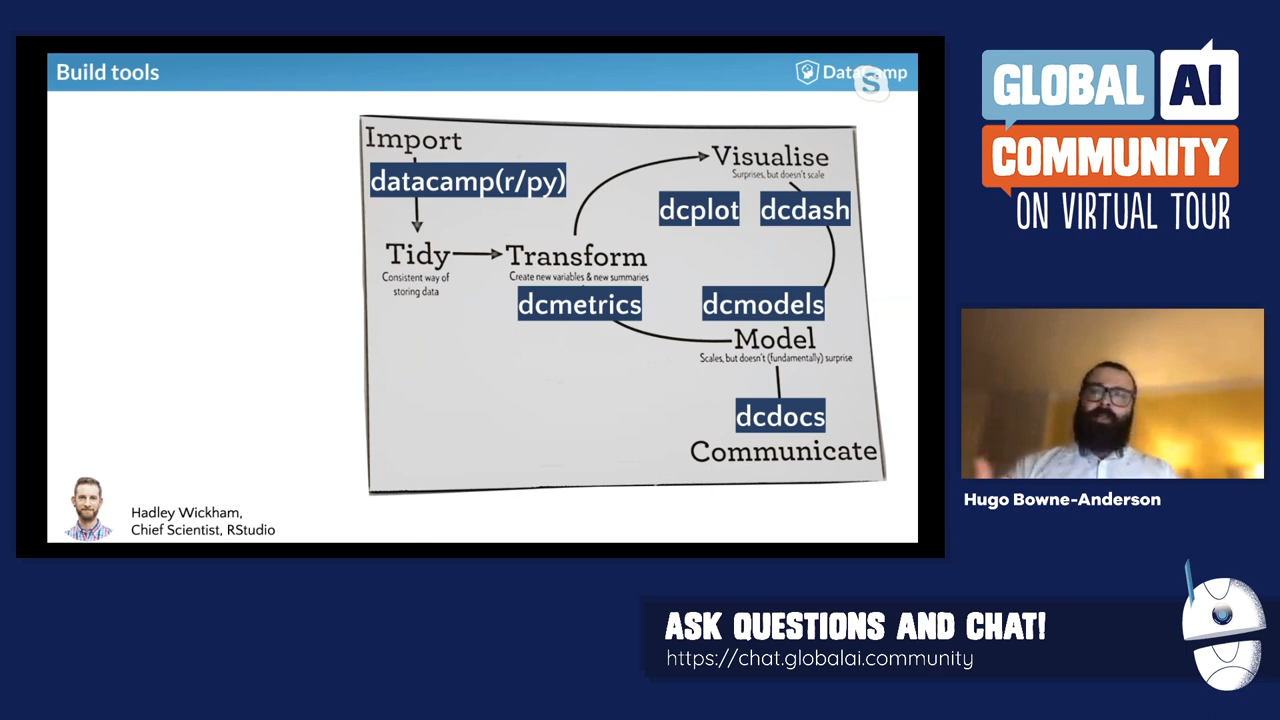 Build tools
DataCamp
S
Import
datacamp(r/py)
Tidy
Consistent way of
storing data
Transform
Create new variables & new summaries
dcmetrics
Visualise
Surprises, but doesn't scale
dcplot
dcdash
dcmodels
Model
Scales, but doesn't (fundamentally) surprise
dcdocs
Communicate
Hadley Wickham,
Chief Scientist, RStudio
GLOBAL AI
COMMUNITY
ON VIRTUAL TOUR
Hugo Bowne-Anderson
ASK QUESTIONS AND CHAT!
https://chat.globalai.community